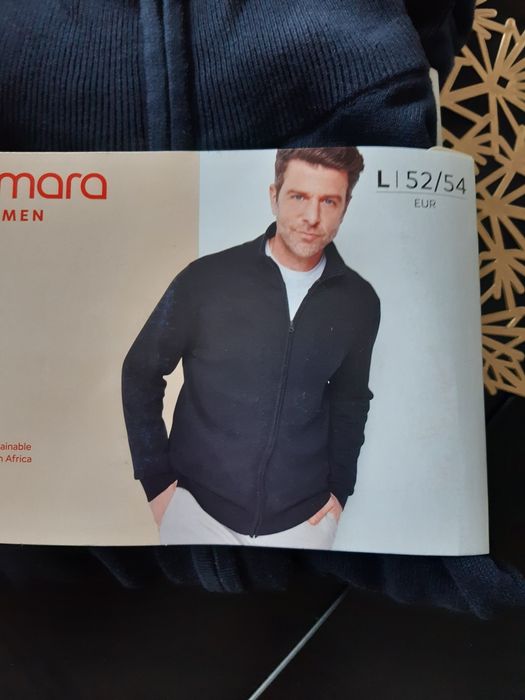 mara
MEN
L | 52/54
EUR
ainable
n Africa